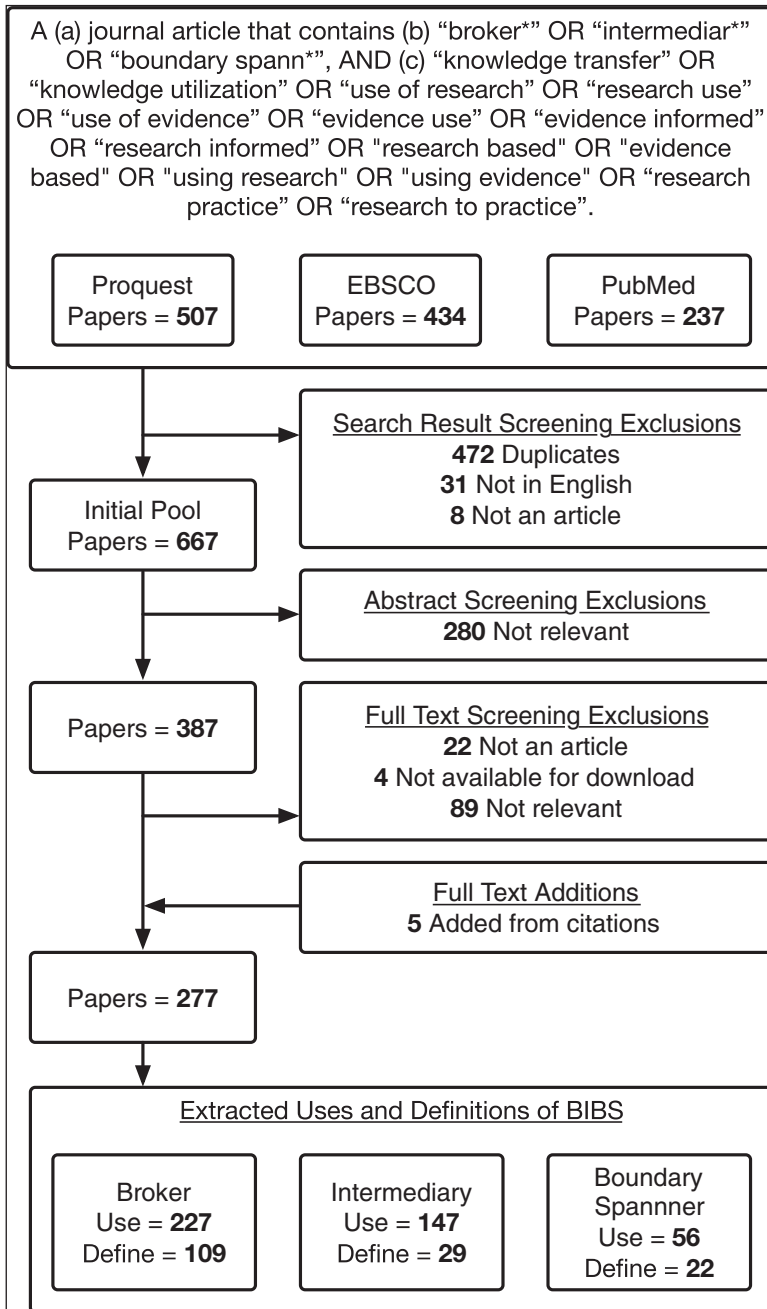 A (a) journal article that contains (b) “broker*” OR “intermediar*”
OR “boundary spann*”, AND (c) “knowledge transfer” OR
“knowledge utilization” OR “use of research” OR “research use”
OR “use of evidence” OR “evidence use” OR “evidence informed”
OR “research informed” OR "research based" OR "evidence
based" OR "using research" OR "using evidence" OR “research
practice” OR “research to practice”.
Proquest
Papers = 507
EBSCO
Papers = 434
PubMed
Papers = 237
Search Result Screening Exclusions
472 Duplicates
31 Not in English
8 Not an article
Initial Pool
Papers = 667
Abstract Screening Exclusions
280 Not relevant
Papers = 387
Full Text Screening Exclusions
22 Not an article
4 Not available for download
89 Not relevant
Full Text Additions
5 Added from citations
Papers = 277
Extracted Uses and Definitions of BIBS
Broker
Use = 227
Define = 109
Intermediary
Use = 147
Define = 29
Boundary
Spannner
Use = 56
Define = 22